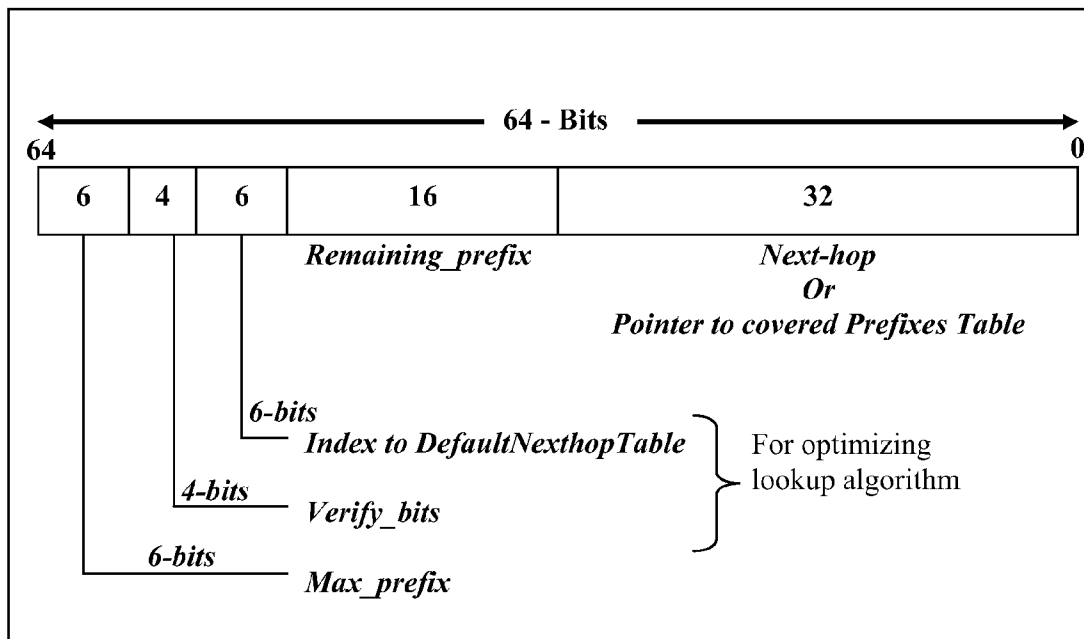 64 - Bits
64
0
6
4
6
16
32
Remaining_prefix
Next-hop
Or
Pointer to covered Prefixes Table
6-bits
Index to DefaultNexthopTable
For optimizing
lookup algorithm
4-bits
Verify_bits
6-bits
Max_prefix